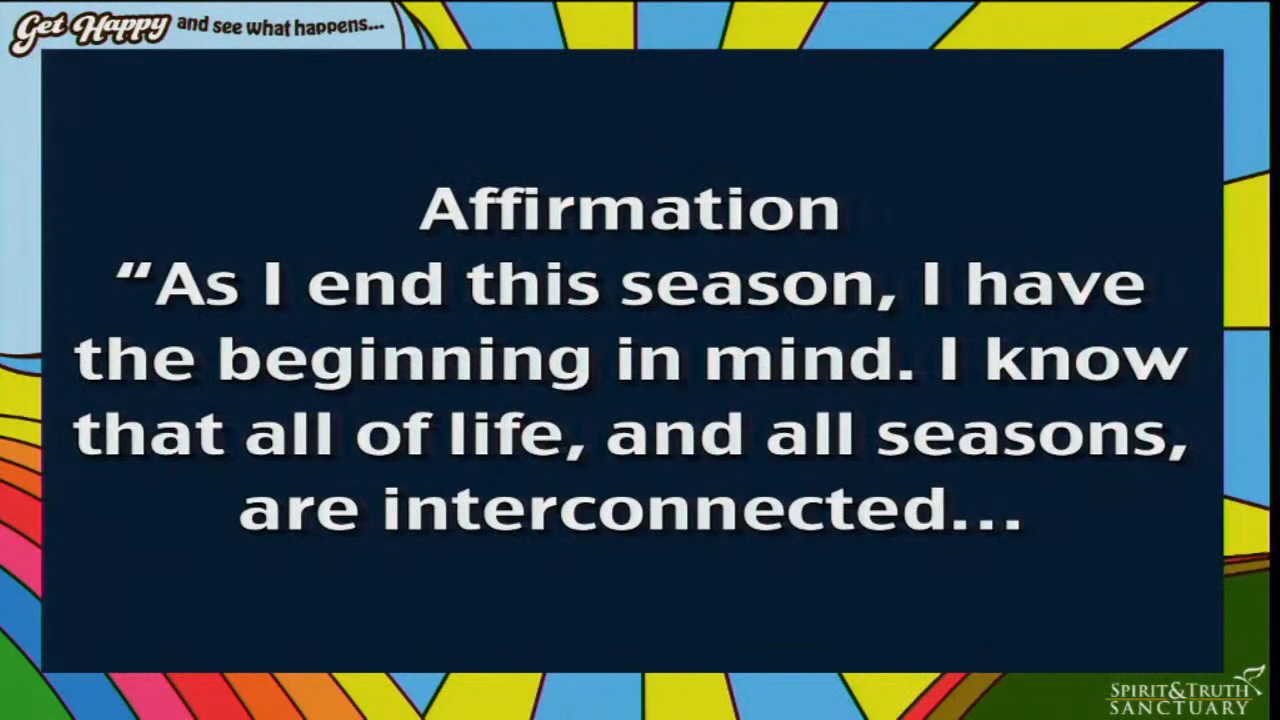 Get Happy and see what happens...
Affirmation
“As I end this season, I have
the beginning in mind. I know
that all of life, and all seasons,
are interconnected...
SPIRIT&TRUTH
SANCTUARY